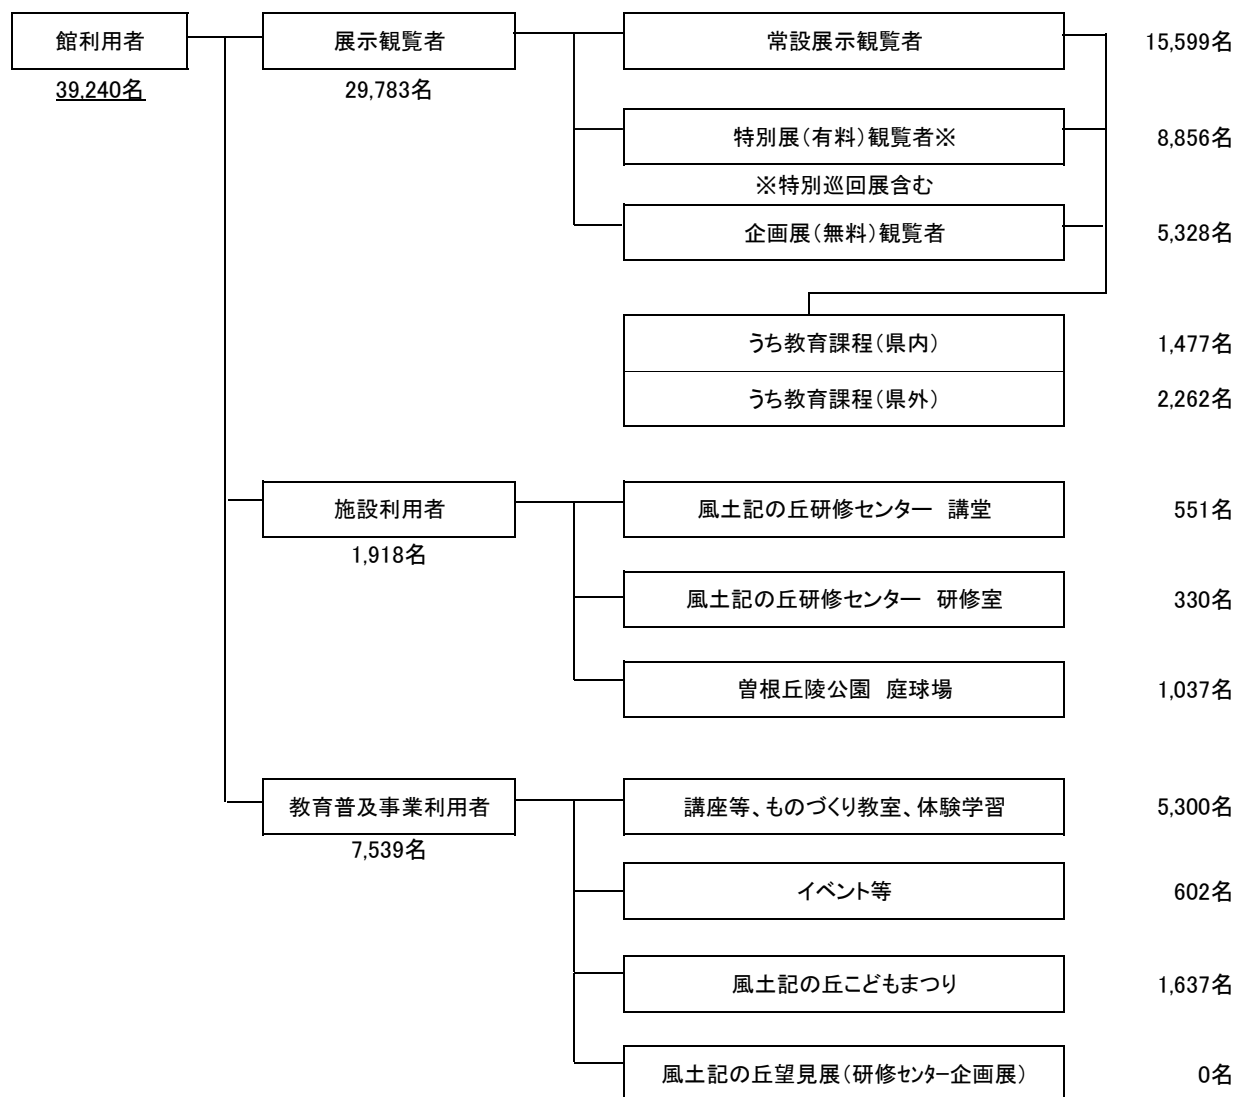 館利用者 展示観覧者 常設展示観覧者 15,599名
39,240名 29,783名
特別展（有料）観覧者※ 8,856名
※特別巡回展含む
企画展（無料）観覧者 5,328名
うち教育課程（県内） 1,477名
うち教育課程（県外） 2,262名
施設利用者 風土記の丘研修センター　講堂 551名
1,918名
風土記の丘研修センター　研修室 330名
曽根丘陵公園　庭球場 1,037名
教育普及事業利用者 講座等、ものづくり教室、体験学習 5,300名
7,539名
イベント等 602名
風土記の丘こどもまつり 1,637名
風土記の丘望見展（研修ｾﾝﾀｰ企画展） 0名